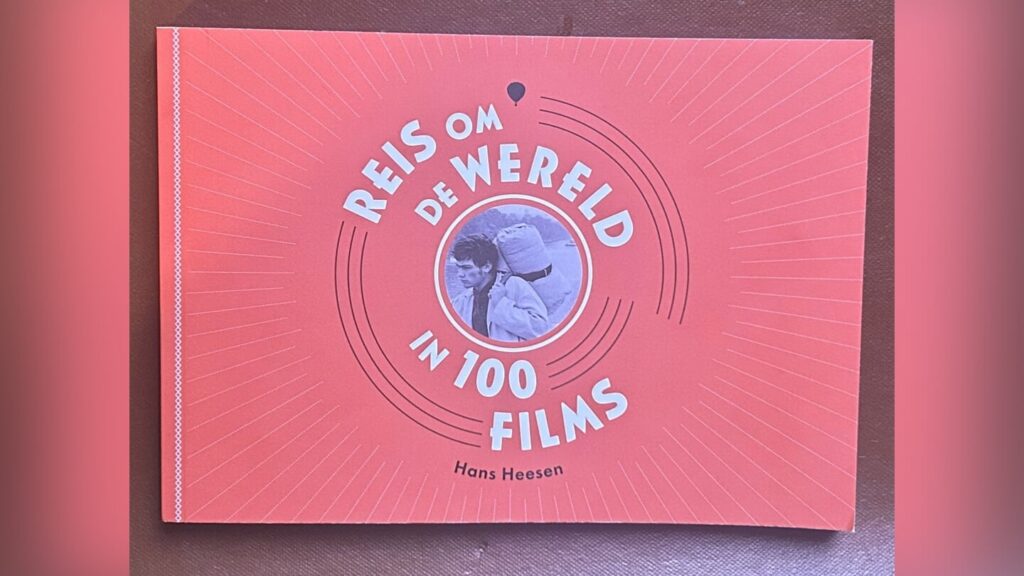 REIS OM
DE WERELD
IN 100
FILMS
Hans Heesen